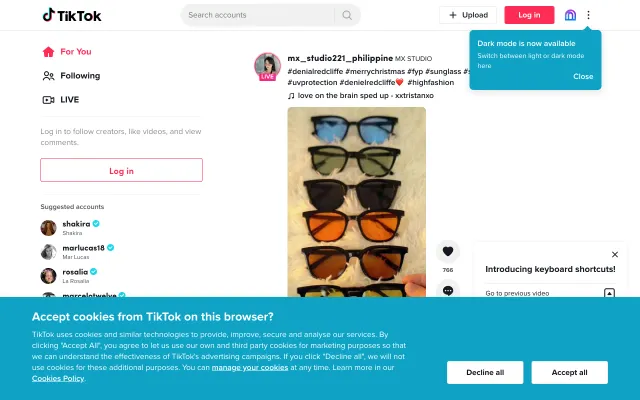 TikTok
Search accounts
Upload
Log in
Dark mode is now available
Switch between light or dark mode
here
Close
For You
Following
LIVE
Log in to follow creators, like videos, and view
comments.
Log in
Suggested accounts
shakira
Shakira
marlucas18
Mar Lucas
rosalia
La Rosalia
marcelotwelve
mx_studio221_philippine MX STUDIO
#denialredcliffe #merrychristmas #fyp #sunglass
#uvprotection #denielredcliffe❤️ #highfashion
♫ love on the brain sped up - xxtristanxo
LIVE
766
Introducing keyboard shortcuts!
Go to previous video
Accept cookies from TikTok on this browser?
TikTok uses cookies and similar technologies to provide, improve, secure and analyse our services. By
clicking "Accept All", you agree to let us use our own and third party cookies for marketing purposes so that
we can understand the effectiveness of TikTok's advertising campaigns. If you click "Decline all", we will not
use cookies for these additional purposes. You can manage your cookies at any time. Learn more in our
Cookies Policy.
Decline all
Accept all